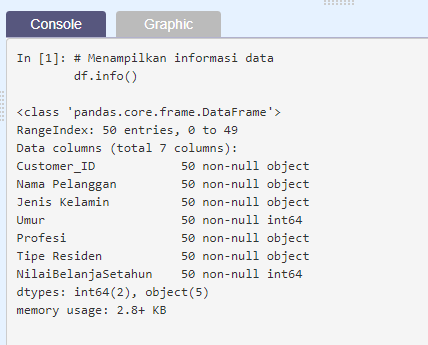 Console Graphic
In [1]: # Menampilkan informasi data
        df.info()
<class 'pandas.core.frame.DataFrame'>
RangeIndex: 50 entries, 0 to 49
Data columns (total 7 columns):
Customer_ID            50 non-null object
Nama Pelanggan         50 non-null object
Jenis Kelamin          50 non-null object
Umur                   50 non-null int64
Profesi                50 non-null object
Tipe Residen           50 non-null object
NilaiBelanjaSetahun    50 non-null int64
dtypes: int64(2), object(5)
memory usage: 2.8+ KB